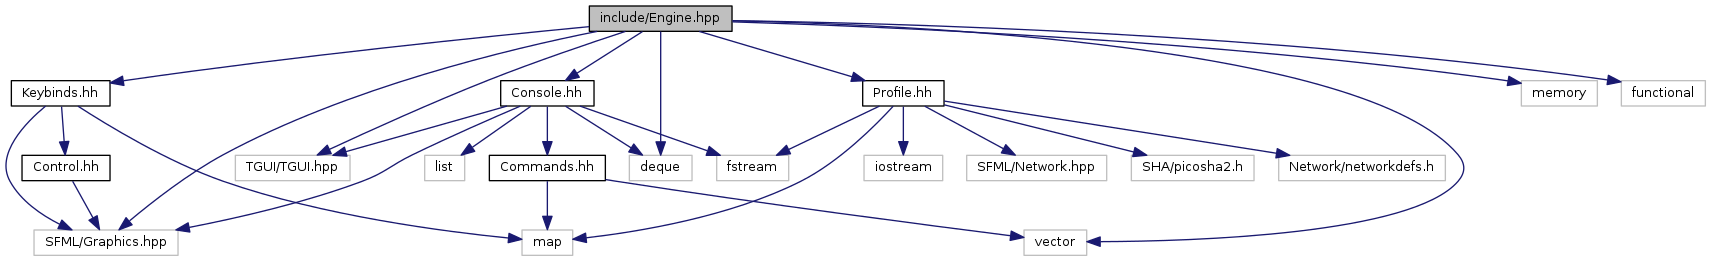 include/Engine.hpp
Keybinds.hh
Console.hh
Profile.hh
memory
functional
Control.hh
TGUI/TGUI.hpp
list
Commands.hh
deque
fstream
iostream
SFML/Network.hpp
SHA/picosha2.h
Network/networkdefs.h
SFML/Graphics.hpp
map
vector